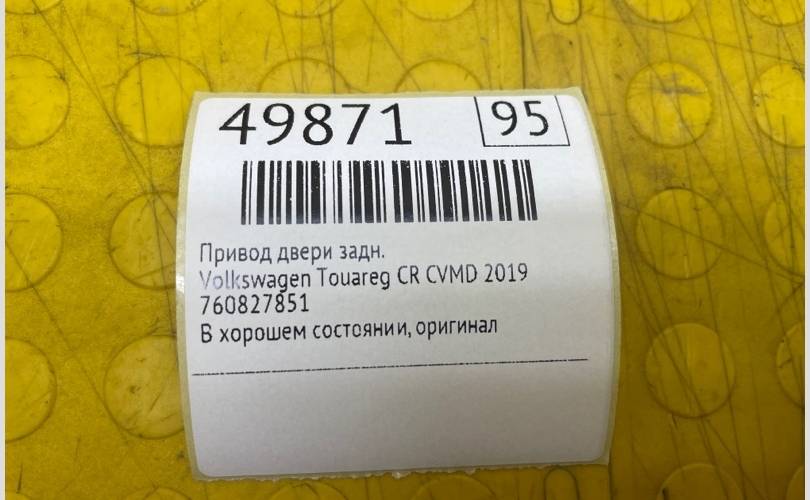 49871 95
Привод двери задн.
Volkswagen Touareg CR CVMD 2019
760827851
В хорошем состоянии, оригинал